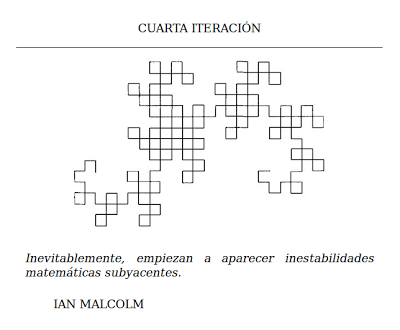 CUARTA ITERACIÓN
Inevitablemente, empiezan a aparecer inestabilidades
matemáticas subyacentes.
IAN MALCOLM